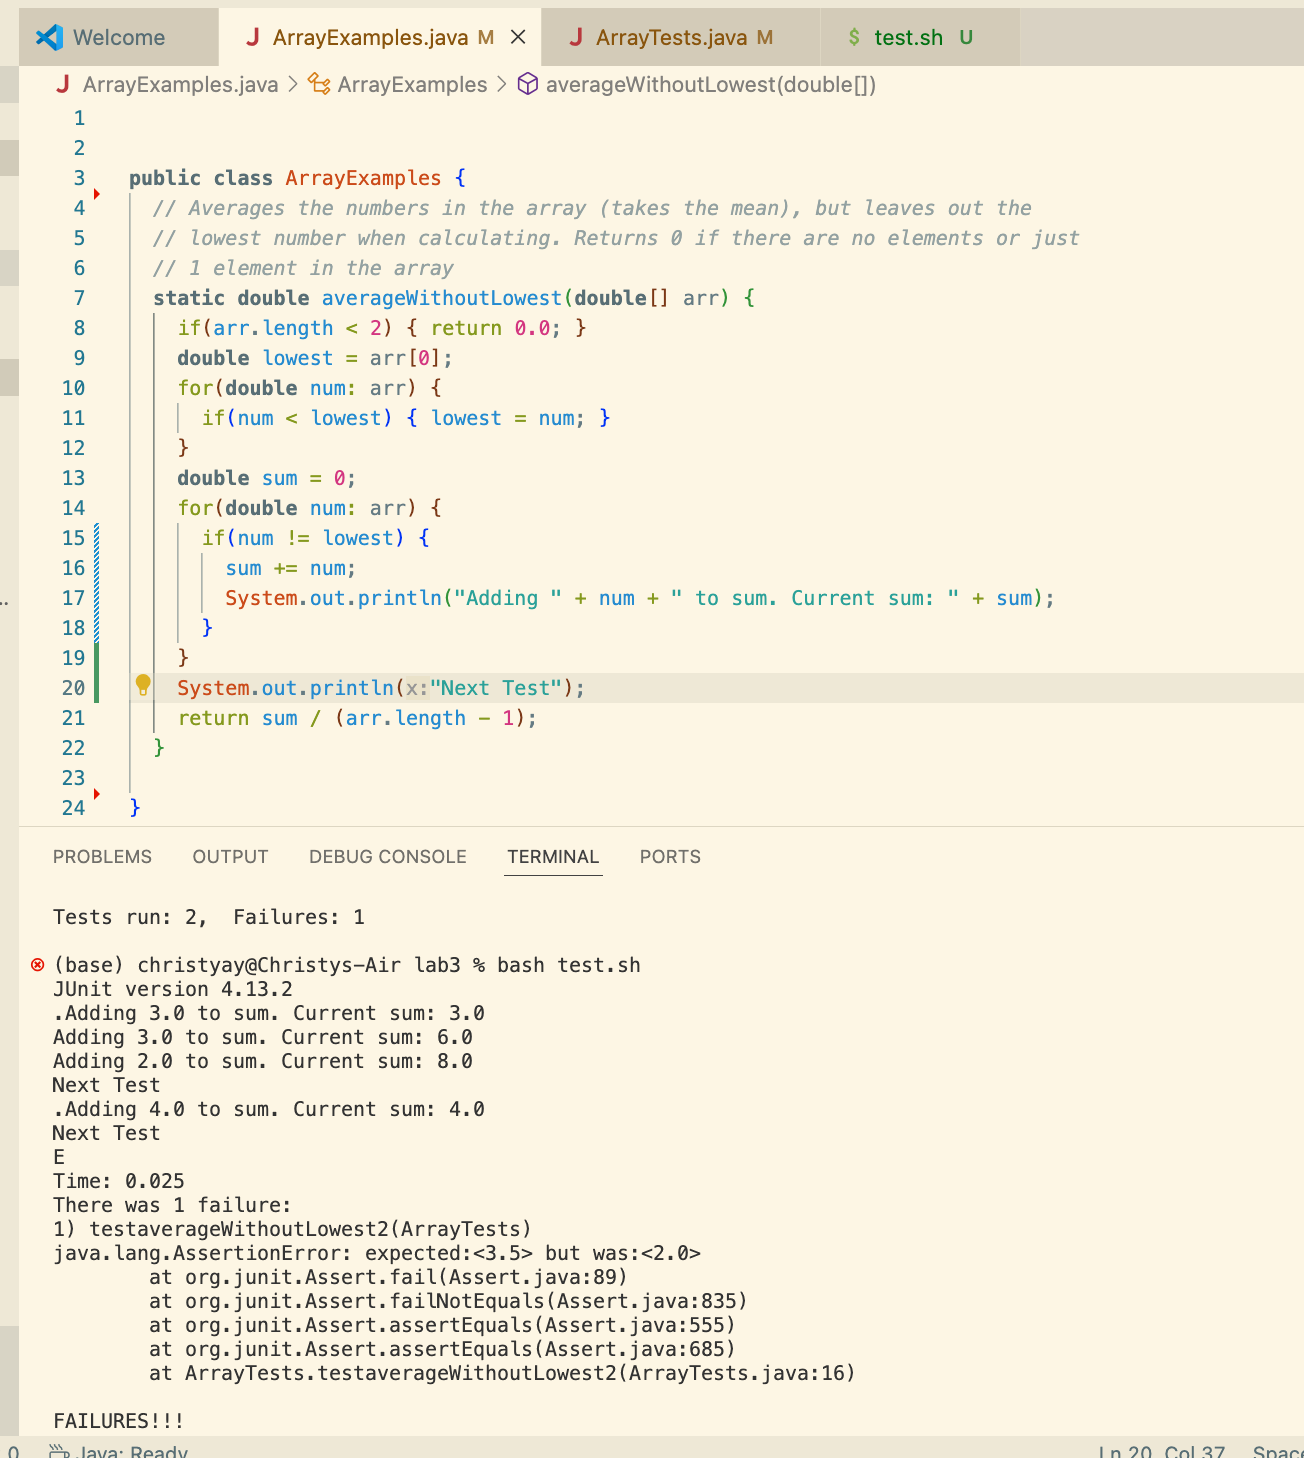 Welcome
ArrayExamples.java M
ArrayTests.java M
$ test.sh U
ArrayExamples.java > ArrayExamples > averageWithoutLowest(double[])
1
2
3 public class ArrayExamples {
4 // Averages the numbers in the array (takes the mean), but leaves out the
5 // lowest number when calculating. Returns 0 if there are no elements or just
6 // 1 element in the array
7 static double averageWithoutLowest(double[] arr) {
8 if(arr.length < 2) { return 0.0; }
9 double lowest = arr[0];
10 for(double num: arr) {
11 if(num < lowest) { lowest = num; }
12 }
13 double sum = 0;
14 for(double num: arr) {
15 if(num != lowest) {
16 sum += num;
17 System.out.println("Adding " + num + " to sum. Current sum: " + sum);
18 }
19 }
20 System.out.println(x:"Next Test");
21 return sum / (arr.length - 1);
22 }
23
24 }
PROBLEMS OUTPUT DEBUG CONSOLE TERMINAL PORTS
Tests run: 2,  Failures: 1
(base) christyay@Christys-Air lab3 % bash test.sh
JUnit version 4.13.2
.Adding 3.0 to sum. Current sum: 3.0
Adding 3.0 to sum. Current sum: 6.0
Adding 2.0 to sum. Current sum: 8.0
Next Test
.Adding 4.0 to sum. Current sum: 4.0
Next Test
E
Time: 0.025
There was 1 failure:
1) testaverageWithoutLowest2(ArrayTests)
java.lang.AssertionError: expected:<3.5> but was:<2.0>
at org.junit.Assert.fail(Assert.java:89)
at org.junit.Assert.failNotEquals(Assert.java:835)
at org.junit.Assert.assertEquals(Assert.java:555)
at org.junit.Assert.assertEquals(Assert.java:685)
at ArrayTests.testaverageWithoutLowest2(ArrayTests.java:16)
FAILURES!!!
0 Java: Ready Ln 20, Col 37 Space